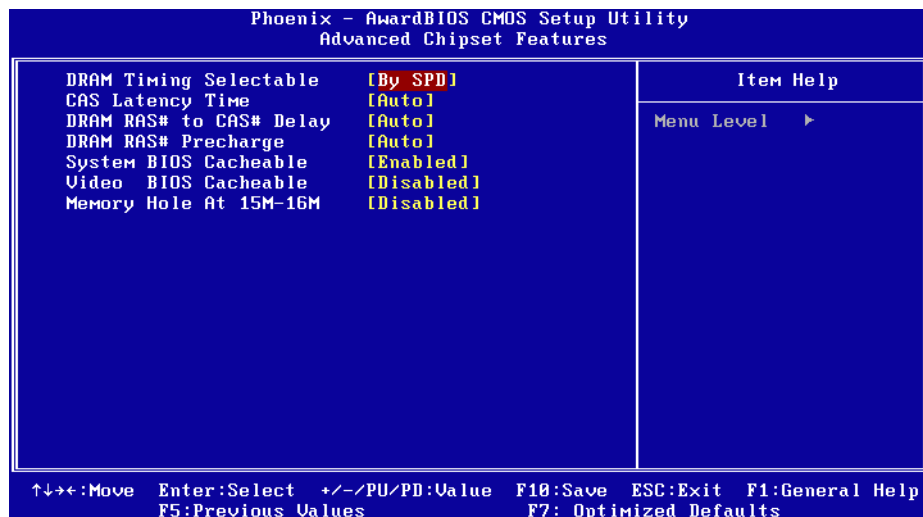 Phoenix - AwardBIOS CMOS Setup Utility
Advanced Chipset Features
DRAM Timing Selectable [By SPD]
CAS Latency Time [Auto]
DRAM RAS# to CAS# Delay [Auto]
DRAM RAS# Precharge [Auto]
System BIOS Cacheable [Enabled]
Video BIOS Cacheable [Disabled]
Memory Hole At 15M-16M [Disabled]
Item Help
Menu Level ►
↑↓→←:Move Enter:Select +/-/PU/PD:Value F10:Save ESC:Exit F1:General Help
F5:Previous Values F7: Optimized Defaults